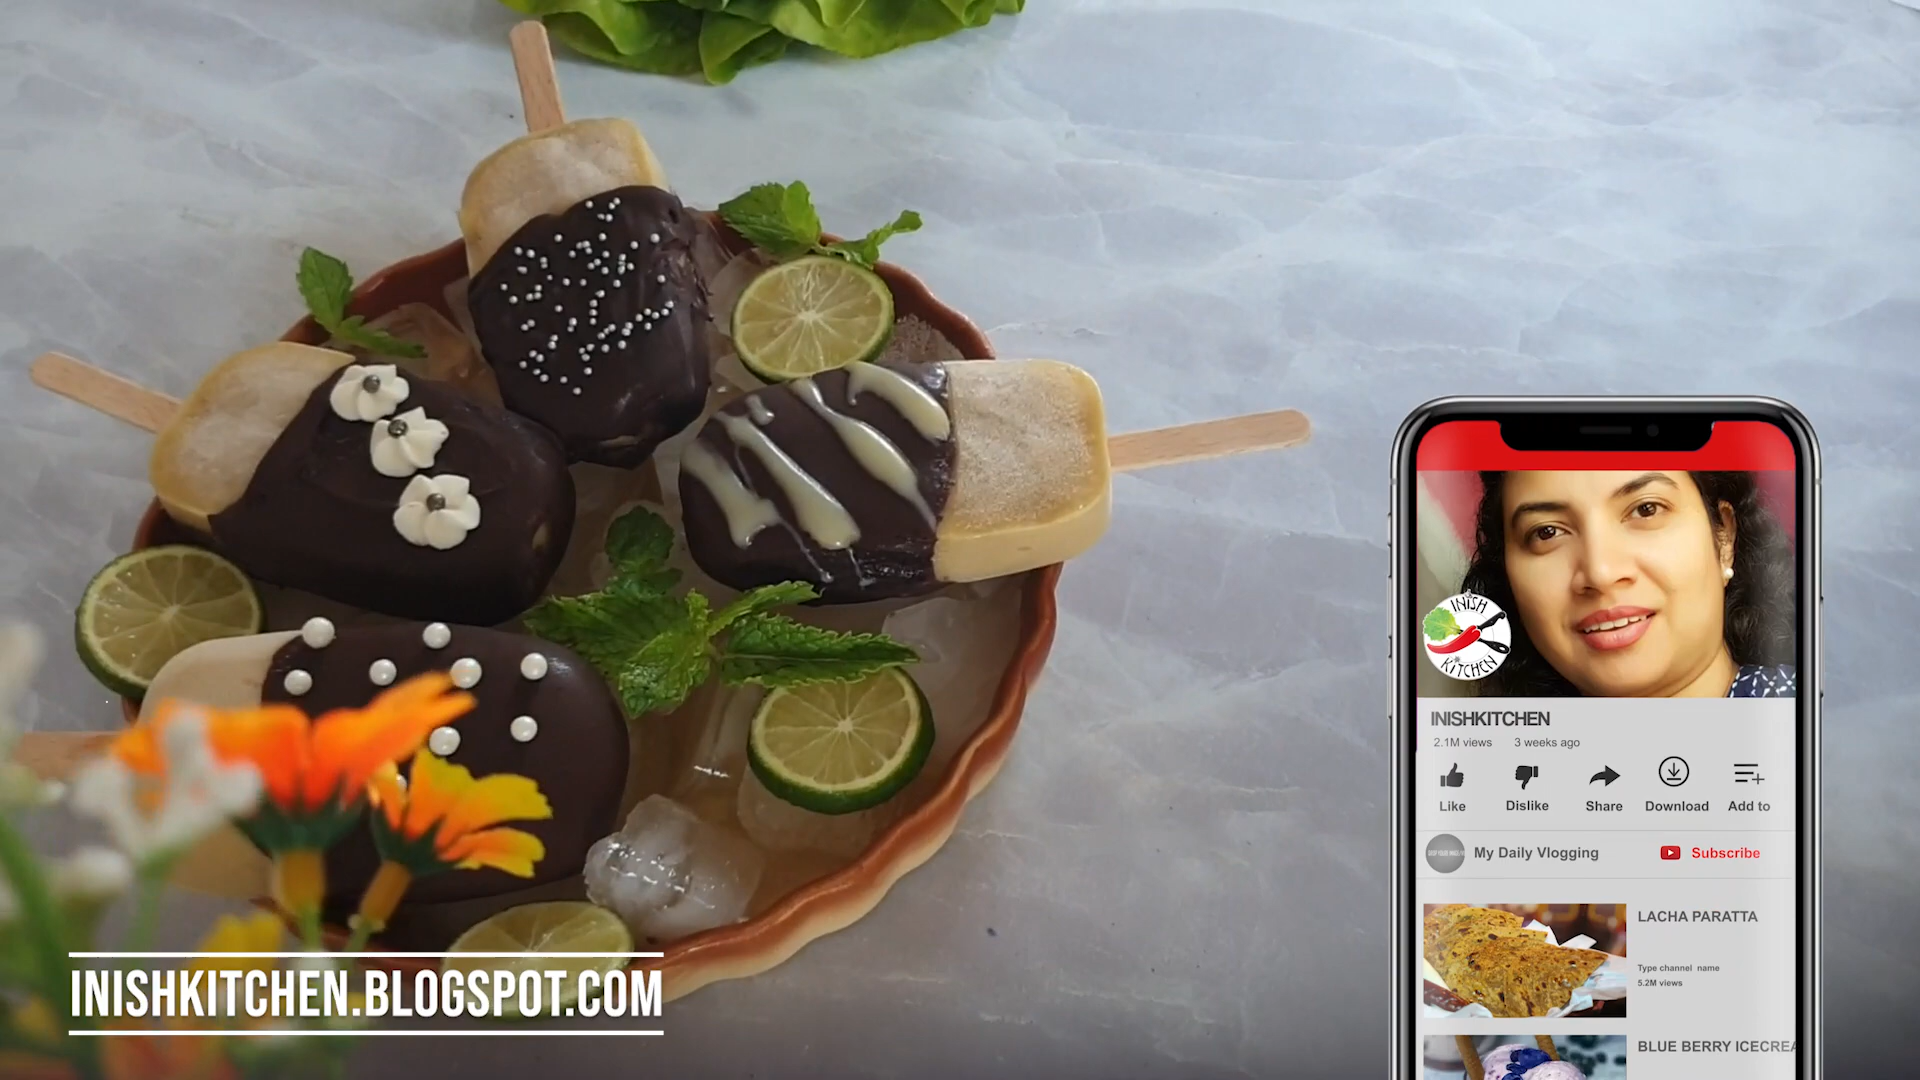 INISH
KITCHEN
INISHKITCHEN
2.1M views 3 weeks ago
Like Dislike Share Download Add to
My Daily Vlogging Subscribe
LACHA PARATTA
Type channel name
5.2M views
BLUE BERRY ICECREA
INISHKITCHEN.BLOGSPOT.COM